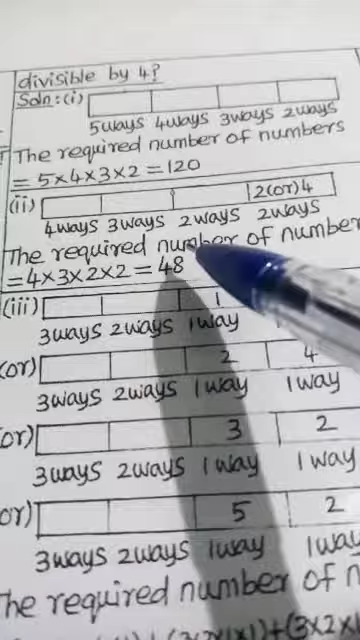 divisible by 4?
Soln: (i)
5ways 4ways 3ways 2ways
The required number of numbers
= 5×4×3×2 = 120
(ii) 2(or)4
4ways 3ways 2ways 2ways
The required number of number
= 4×3×2×2 = 48
(iii) 1
3ways 2ways 1way
(or) 2 4
3ways 2ways 1way 1way
or) 3 2
3ways 2ways 1way 1way
or) 5 2
3ways 2ways 1way 1way
The required number of n